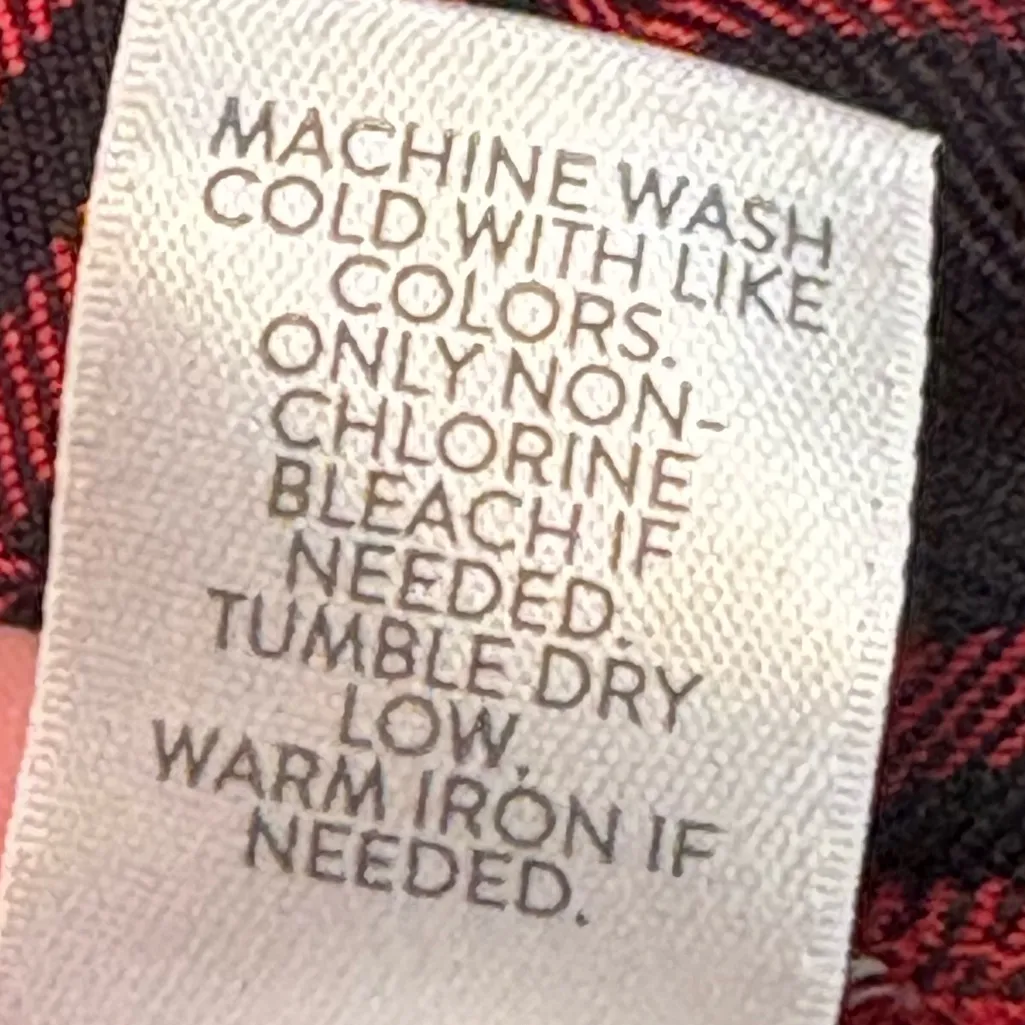 MACHINE WASH
COLD WITH LIKE
COLORS.
ONLY NON-
CHLORINE
BLEACH IF
NEEDED.
TUMBLE DRY
LOW.
WARM IRON IF
NEEDED.